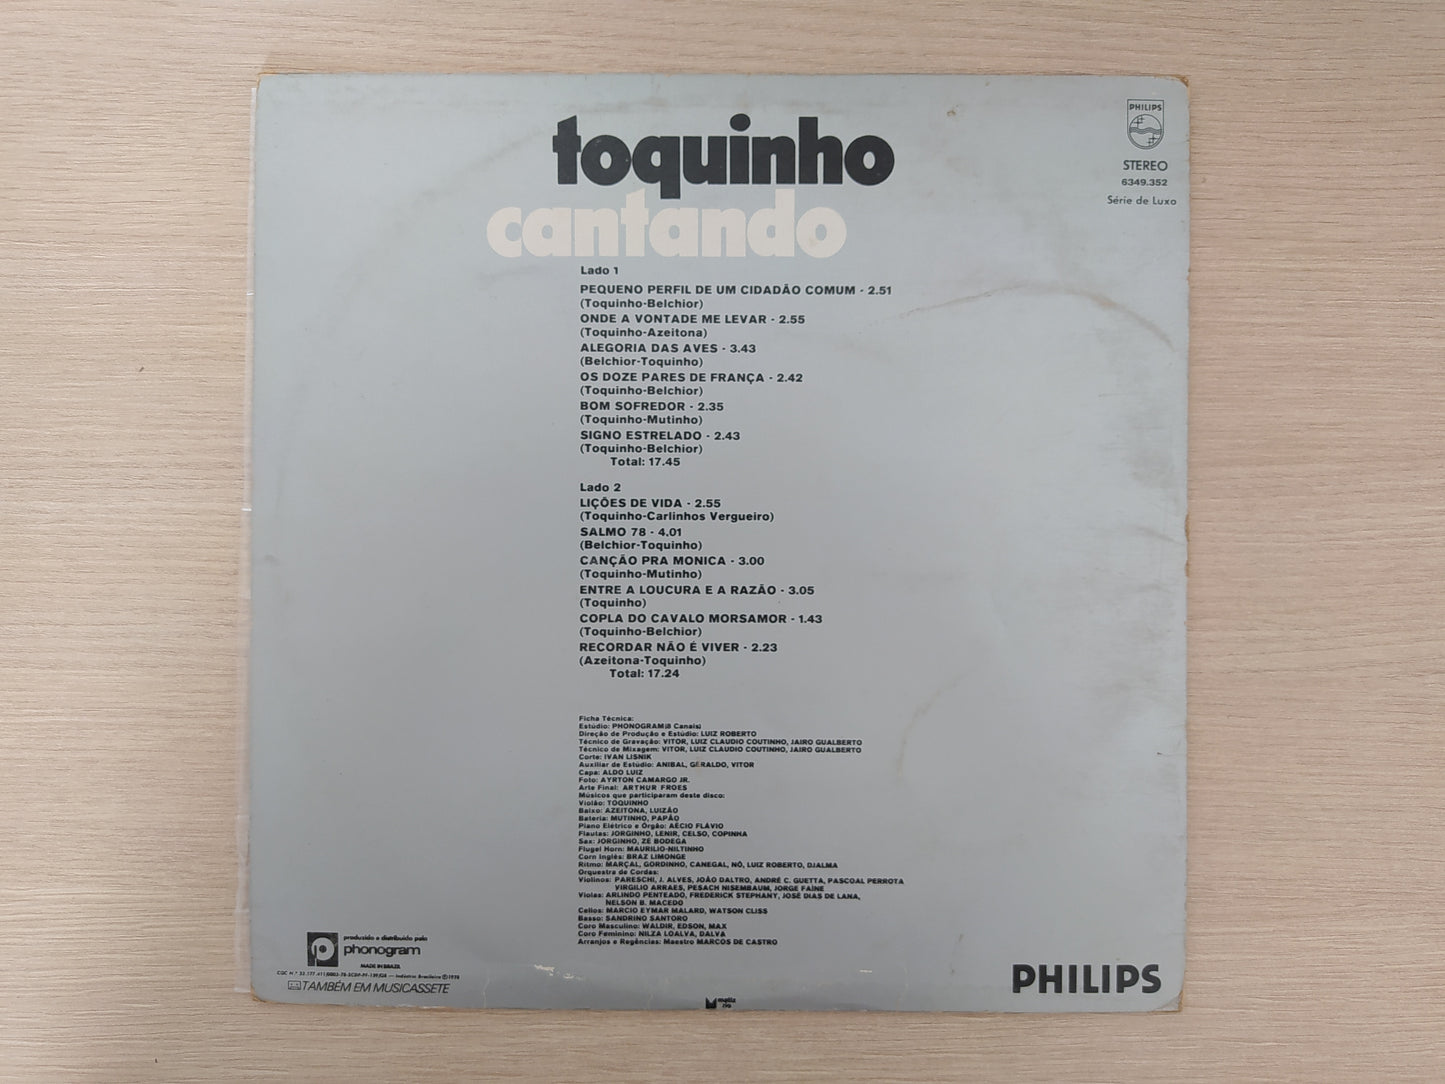 toquinho
cantando
PHILIPS
STEREO
6349.352
Série de Luxo
Lado 1
PEQUENO PERFIL DE UM CIDADÃO COMUM - 2.51
(Toquinho-Belchior)
ONDE A VONTADE ME LEVAR - 2.55
(Toquinho-Azeitona)
ALEGORIA DAS AVES - 3.43
(Belchior-Toquinho)
OS DOZE PARES DE FRANÇA - 2.42
(Toquinho-Belchior)
BOM SOFREDOR - 2.35
(Toquinho-Mutinho)
SIGNO ESTRELADO - 2.43
(Toquinho-Belchior)
Total: 17.45
Lado 2
LIÇÕES DE VIDA - 2.55
(Toquinho-Carlinhos Vergueiro)
SALMO 78 - 4.01
(Belchior-Toquinho)
CANÇÃO PRA MONICA - 3.00
(Toquinho-Mutinho)
ENTRE A LOUCURA E A RAZÃO - 3.05
(Toquinho)
COPLA DO CAVALO MORSAMOR - 1.43
(Toquinho-Belchior)
RECORDAR NÃO É VIVER - 2.23
(Azeitona-Toquinho)
Total: 17.24
Ficha Técnica:
Estúdio: PHONOGRAM(8 Canais)
Direção de Produção e Estúdio: LUIZ ROBERTO
Técnico de Gravação: VITOR, LUIZ CLAUDIO COUTINHO, JAIRO GUALBERTO
Técnico de Mixagem: VITOR, LUIZ CLAUDIO COUTINHO, JAIRO GUALBERTO
Corte: IVAN LISNIK
Auxiliar de Estúdio: ANIBAL, GERALDO, VITOR
Capa: ALDO LUIZ
Foto: AYRTON CAMARGO JR.
Arte Final: ARTHUR FROES
Músicos que participaram deste disco:
Violão: TOQUINHO
Baixo: AZEITONA, LUIZÃO
Bateria: MUTINHO, PAPÃO
Piano Elétrico e Órgão: AÉCIO FLÁVIO
Flautas: JORGINHO, LENIR, CELSO, COPINHA
Sax: JORGINHO, ZÉ BODEGA
Flugel Horn: MAURILIO-NILTINHO
Corn Inglês: BRAZ LIMONGE
Ritmo: MARÇAL, GORDINHO, CANEGAL, NÔ, LUIZ ROBERTO, DJALMA
Orquestra de Cordas:
Violinos: PARESCHI, J. ALVES, JOÃO DALTRO, ANDRÉ C. GUETTA, PASCOAL PERROTA
VIRGILIO ARRAES, PESACH NISEMBAUM, JORGE FAINE
Violas: ARLINDO PENTEADO, FREDERICK STEPHANY, JOSÉ DIAS DE LANA,
NELSON B. MACEDO
Cellos: MARCIO EYMAR MALARD, WATSON CLISS
Basso: SANDRINO SANTORO
Coro Masculino: WALDIR, EDSON, MAX
Coro Feminino: NILZA LOALVA, DALVA
Arranjos e Regências: Maestro MARCOS DE CASTRO
produzido e distribuído pela
phonogram
MADE IN BRAZIL
Indústria Brasileira ℗1978
TAMBÉM EM MUSICASSETE
PHILIPS